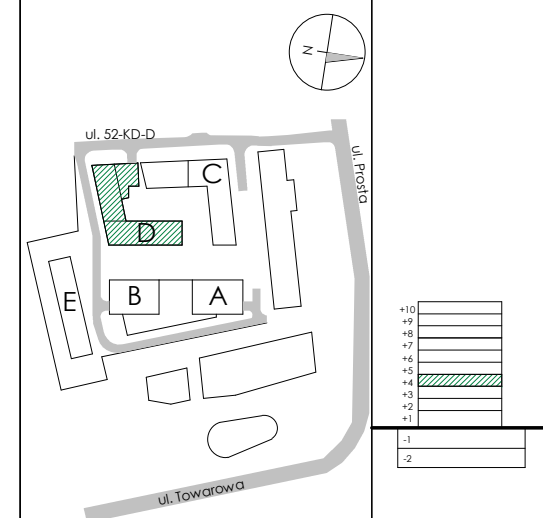 N
ul. 52-KD-D
ul. Prosta
C
D
E
B
A
ul. Towarowa
+10
+9
+8
+7
+6
+5
+4
+3
+2
+1
-1
-2